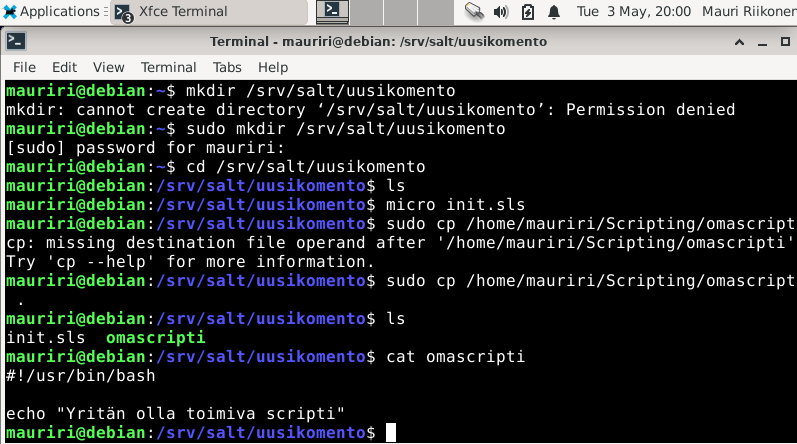 Applications Xfce Terminal 3 Tue 3 May, 20:00 Mauri Riikonen
Terminal - mauriri@debian: /srv/salt/uusikomento
File Edit View Terminal Tabs Help
mauriri@debian:~$ mkdir /srv/salt/uusikomento
mkdir: cannot create directory ‘/srv/salt/uusikomento’: Permission denied
mauriri@debian:~$ sudo mkdir /srv/salt/uusikomento
[sudo] password for mauriri:
mauriri@debian:~$ cd /srv/salt/uusikomento
mauriri@debian:/srv/salt/uusikomento$ ls
mauriri@debian:/srv/salt/uusikomento$ micro init.sls
mauriri@debian:/srv/salt/uusikomento$ sudo cp /home/mauriri/Scripting/omascript
cp: missing destination file operand after '/home/mauriri/Scripting/omascripti'
Try 'cp --help' for more information.
mauriri@debian:/srv/salt/uusikomento$ sudo cp /home/mauriri/Scripting/omascript
.
mauriri@debian:/srv/salt/uusikomento$ ls
init.sls omascripti
mauriri@debian:/srv/salt/uusikomento$ cat omascripti
#!/usr/bin/bash
echo "Yritän olla toimiva scripti"
mauriri@debian:/srv/salt/uusikomento$